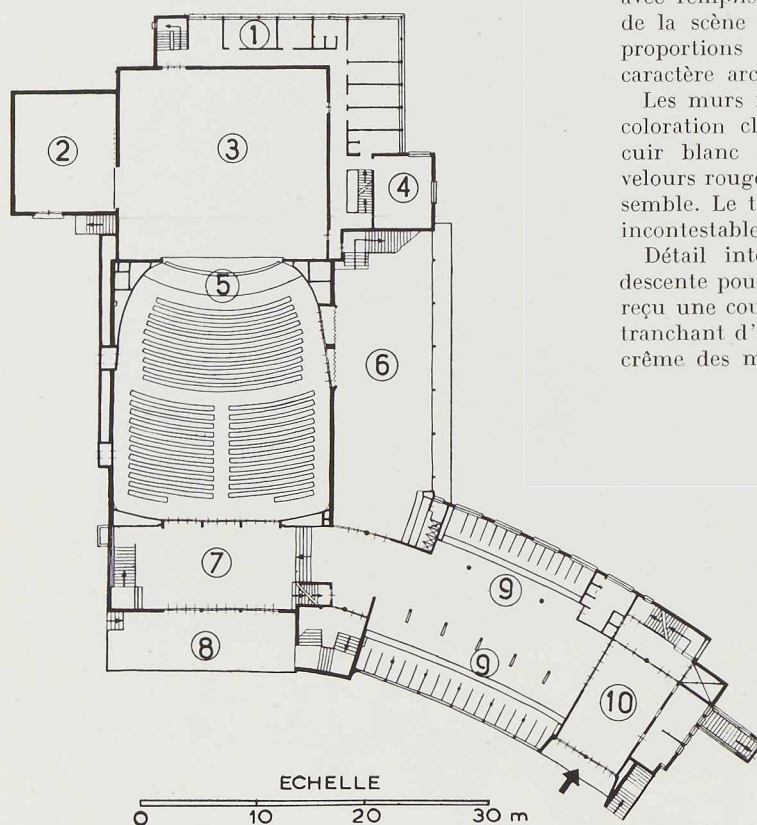 1
2
3
4
5
6
7
8
9
9
10
ECHELLE
0 10 20 30 m
avec
de la scène
proportions
caractère arc
Les murs
coloration cl
cuir blanc
velours rouge
semble. Le t
incontestable
Détail inté
descente pou
reçu une cou
tranchant d'
crême des m